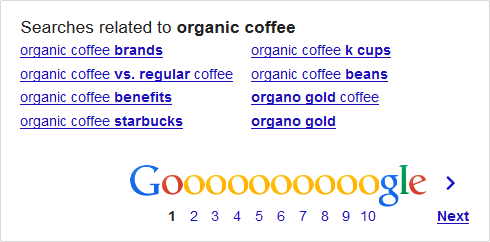 Searches related to organic coffee
organic coffee brands organic coffee k cups
organic coffee vs. regular coffee organic coffee beans
organic coffee benefits organo gold coffee
organic coffee starbucks organo gold
Goooooooooogle >
1 2 3 4 5 6 7 8 9 10 Next